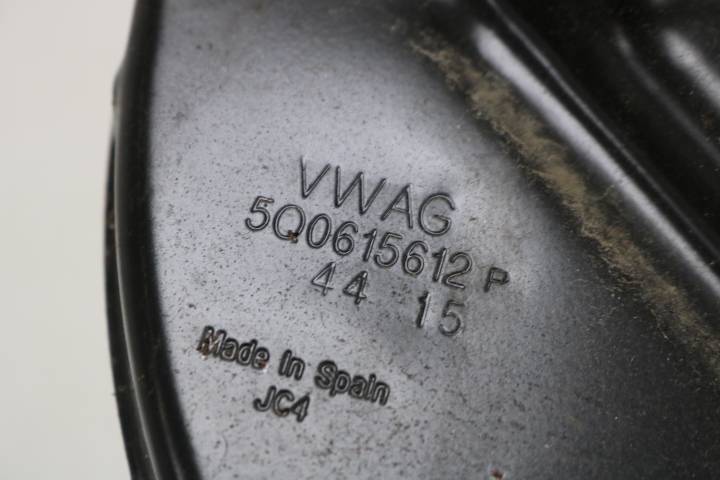 VWAG
5Q0615612 P
44 15
Made In Spain
JC4